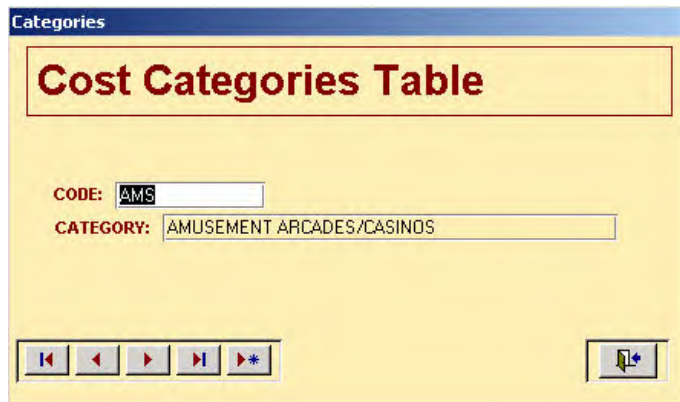 Categories
Cost Categories Table
CODE: AMS
CATEGORY: AMUSEMENT ARCADES/CASINOS